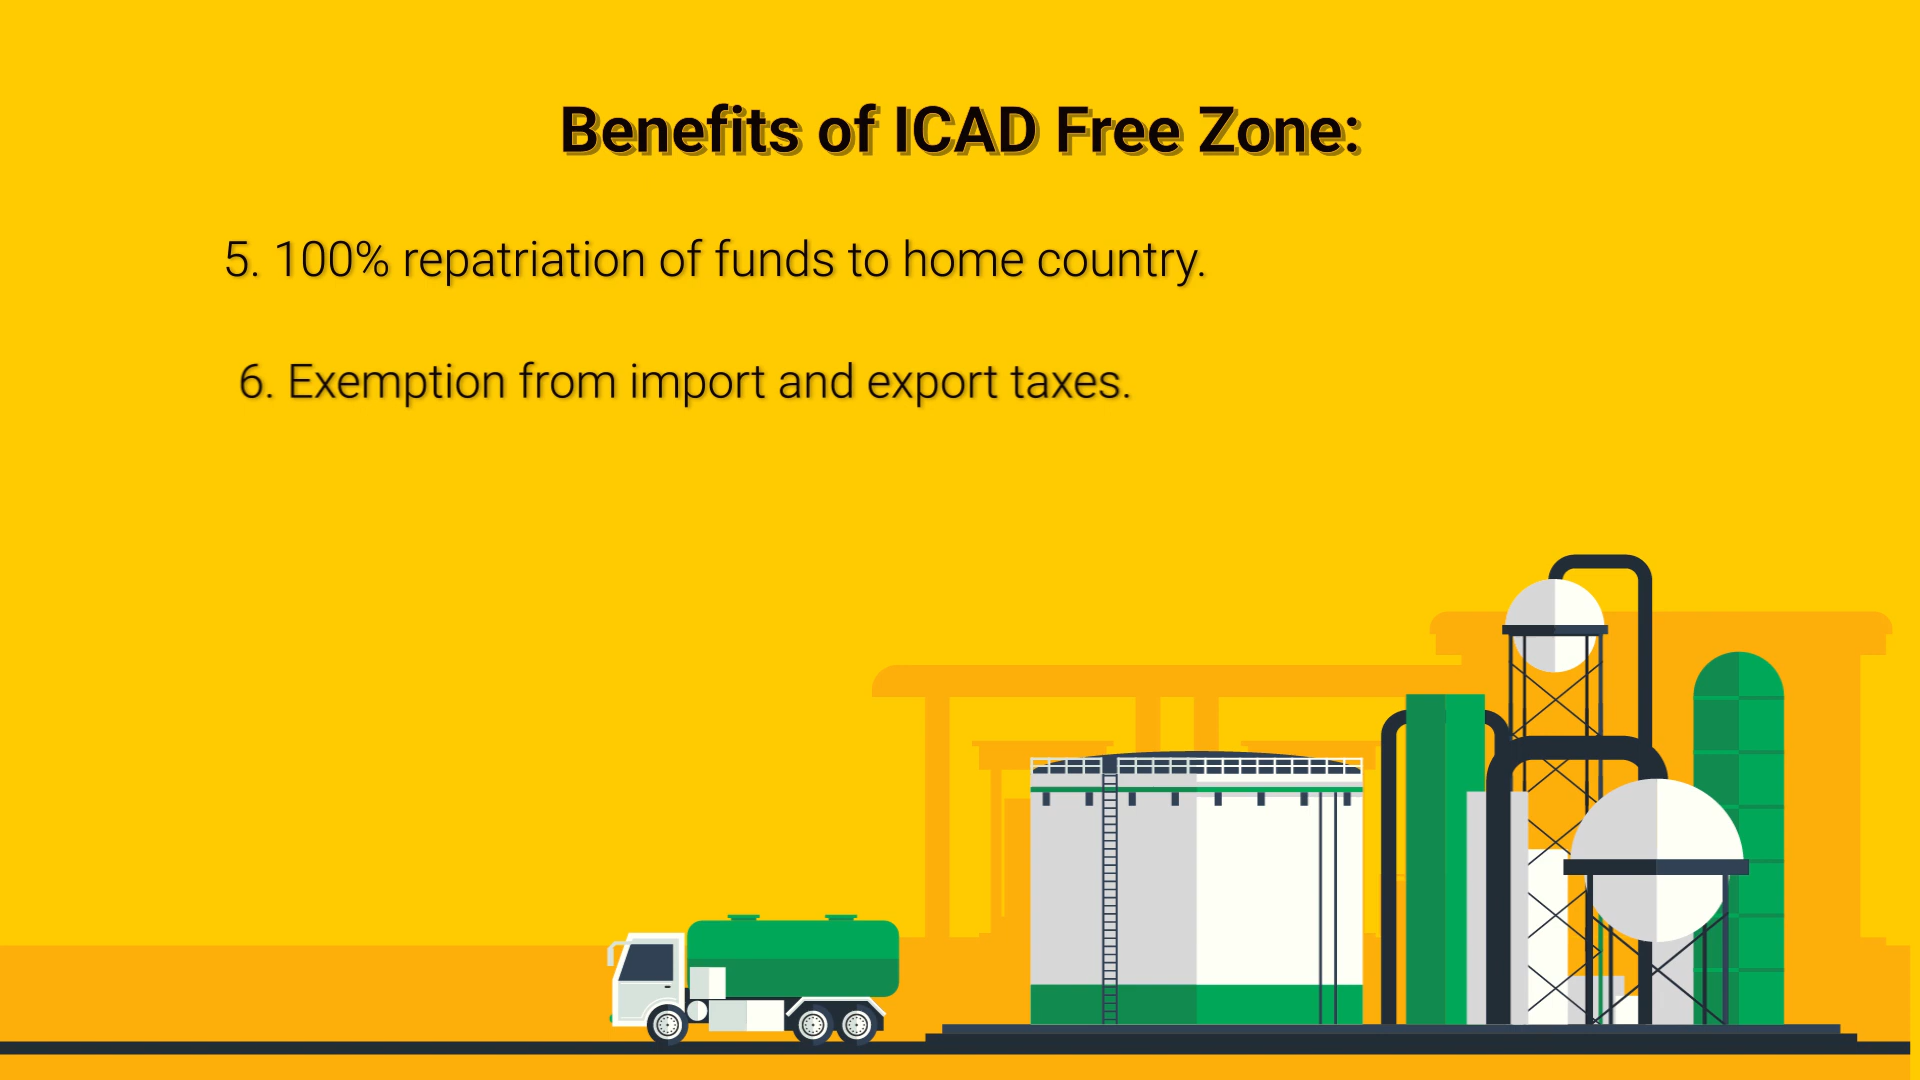 Benefits of ICAD Free Zone:
5. 100% repatriation of funds to home country.
6. Exemption from import and export taxes.